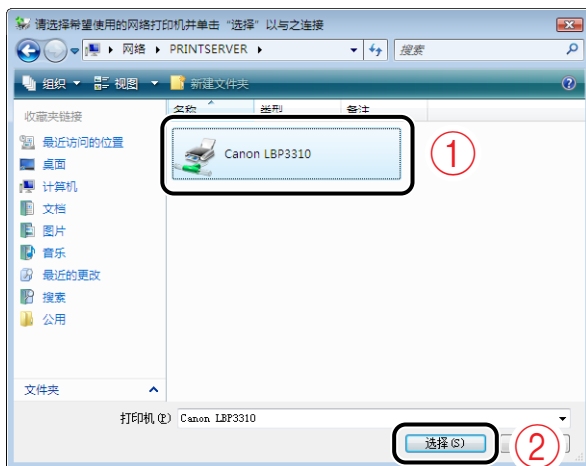 请选择希望使用的网络打印机并单击“选择”以与之连接
网络 PRINTSERVER 搜索
组织 视图 新建文件夹
收藏夹链接
名称 类型 备注
最近访问的位置
Canon LBP3310
①
桌面
计算机
文档
图片
音乐
最近的更改
搜索
公用
文件夹
打印机(P) Canon LBP3310
选择(S)
②